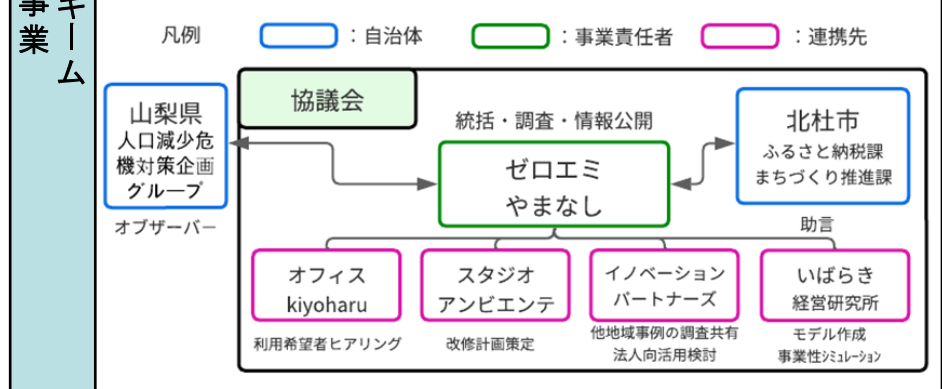 事業
キーム
凡例
：自治体
：事業責任者
：連携先
協議会
山梨県
人口減少危
機対策企画
グループ
オブザーバー
統括・調査・情報公開
ゼロエミ
やまなし
北杜市
ふるさと納税課
まちづくり推進課
助言
オフィス
kiyoharu
利用希望者ヒアリング
スタジオ
アンビエンテ
改修計画策定
イノベーション
パートナーズ
他地域事例の調査共有
法人向活用検討
いばらき
経営研究所
モデル作成
事業性ｼﾐｭﾚｰｼｮﾝ